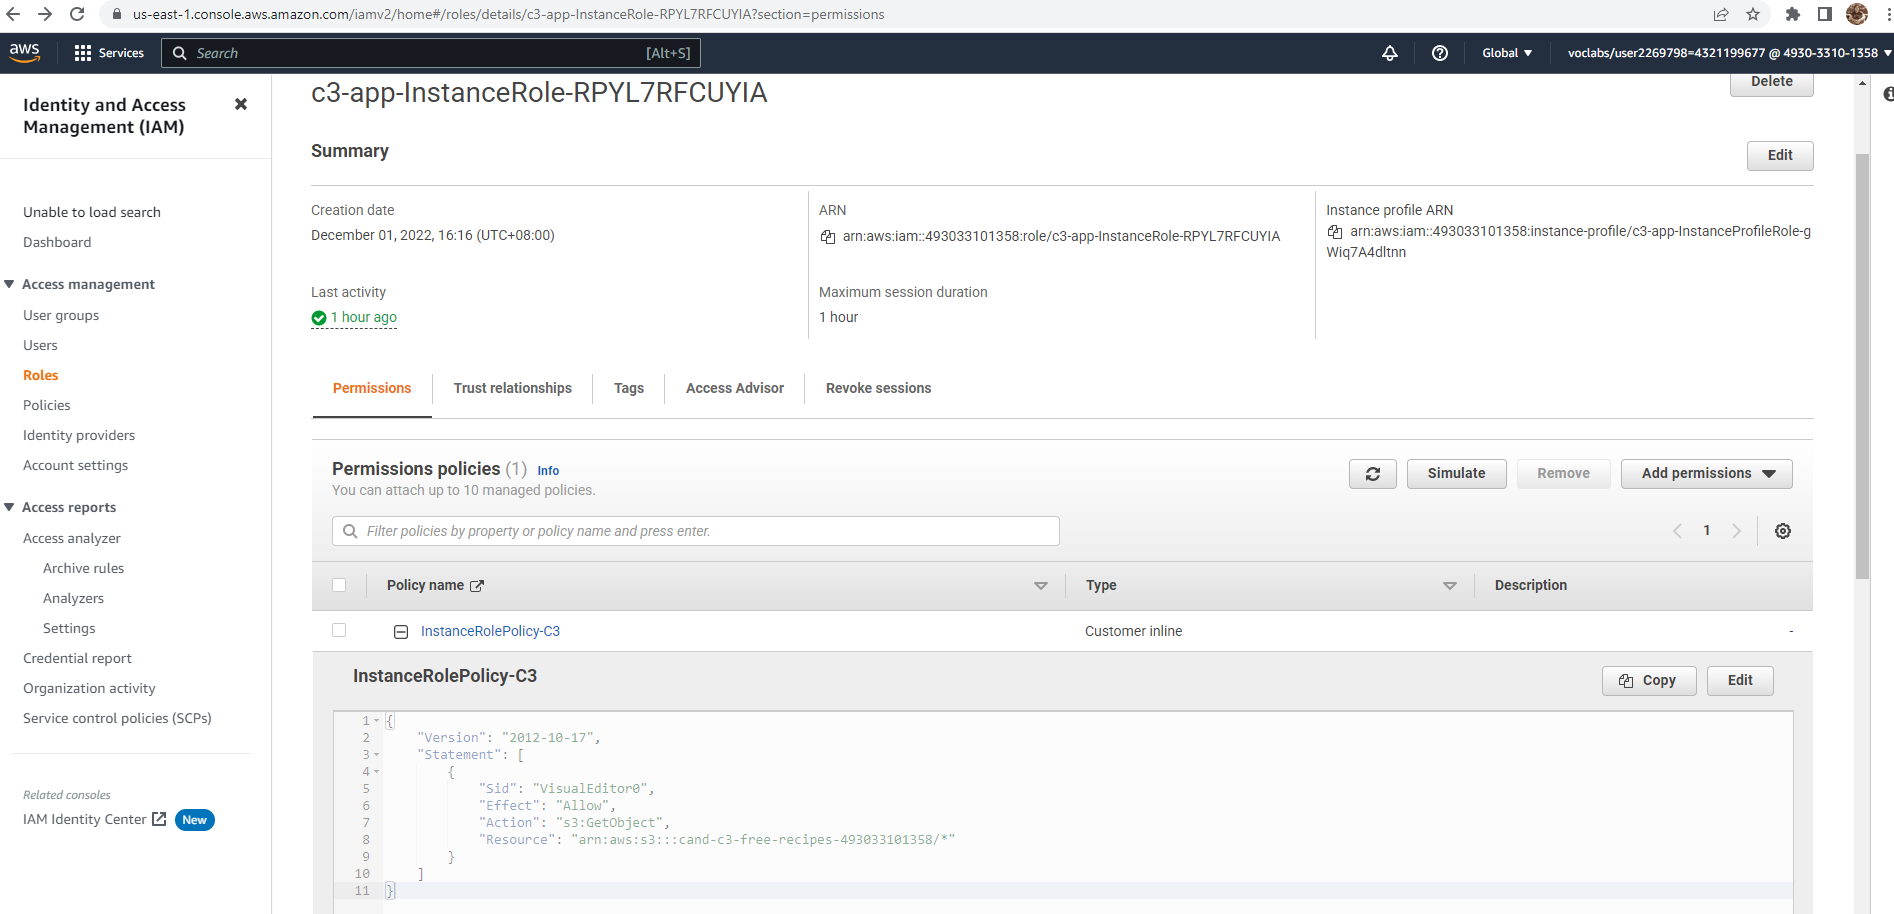 us-east-1.console.aws.amazon.com/iamv2/home#/roles/details/c3-app-InstanceRole-RPYL7RFCUYIA?section=permissions
aws
Services
Search
[Alt+S]
Global
voclabs/user2269798=4321199677 @ 4930-3310-1358
Identity and Access
Management (IAM)
Unable to load search
Dashboard
Access management
User groups
Users
Roles
Policies
Identity providers
Account settings
Access reports
Access analyzer
Archive rules
Analyzers
Settings
Credential report
Organization activity
Service control policies (SCPs)
Related consoles
IAM Identity Center
New
c3-app-InstanceRole-RPYL7RFCUYIA
Delete
Summary
Edit
Creation date
December 01, 2022, 16:16 (UTC+08:00)
ARN
arn:aws:iam::493033101358:role/c3-app-InstanceRole-RPYL7RFCUYIA
Instance profile ARN
arn:aws:iam::493033101358:instance-profile/c3-app-InstanceProfileRole-g
Wiq7A4dltnn
Last activity
1 hour ago
Maximum session duration
1 hour
Permissions
Trust relationships
Tags
Access Advisor
Revoke sessions
Permissions policies (1)
Info
You can attach up to 10 managed policies.
Simulate
Remove
Add permissions
Filter policies by property or policy name and press enter.
1
Policy name
Type
Description
InstanceRolePolicy-C3
Customer inline
-
InstanceRolePolicy-C3
Copy
Edit
1 {
2 "Version": "2012-10-17",
3 "Statement": [
4 {
5 "Sid": "VisualEditor0",
6 "Effect": "Allow",
7 "Action": "s3:GetObject",
8 "Resource": "arn:aws:s3:::cand-c3-free-recipes-493033101358/*"
9 }
10 ]
11 }